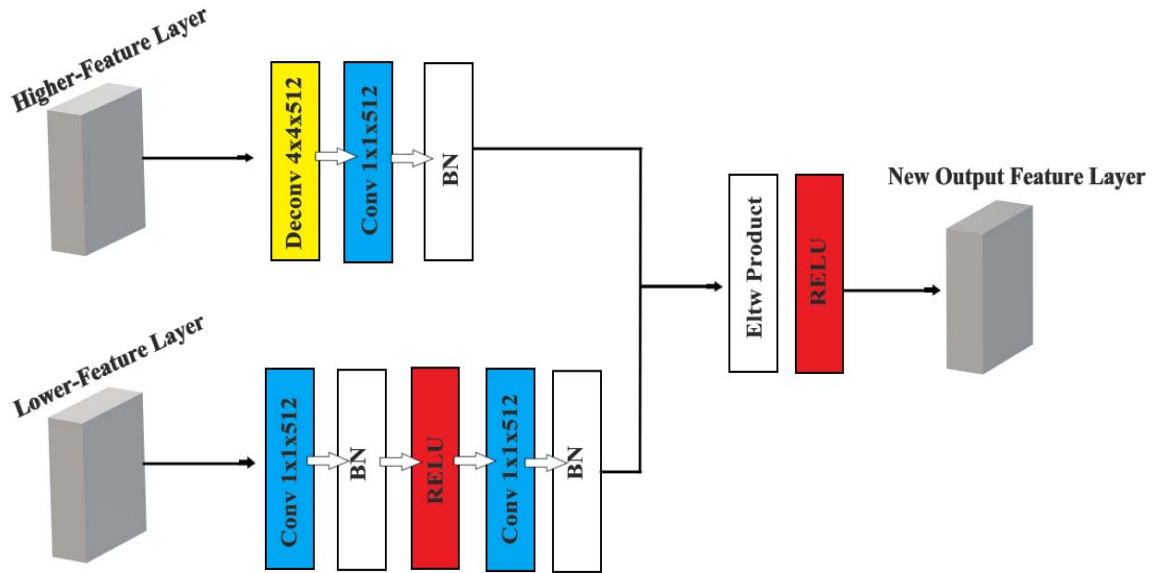 Higher-Feature Layer
Deconv 4x4x512
Conv 1x1x512
BN
Eltw Product
RELU
New Output Feature Layer
Lower-Feature Layer
Conv 1x1x512
BN
RELU
Conv 1x1x512
BN